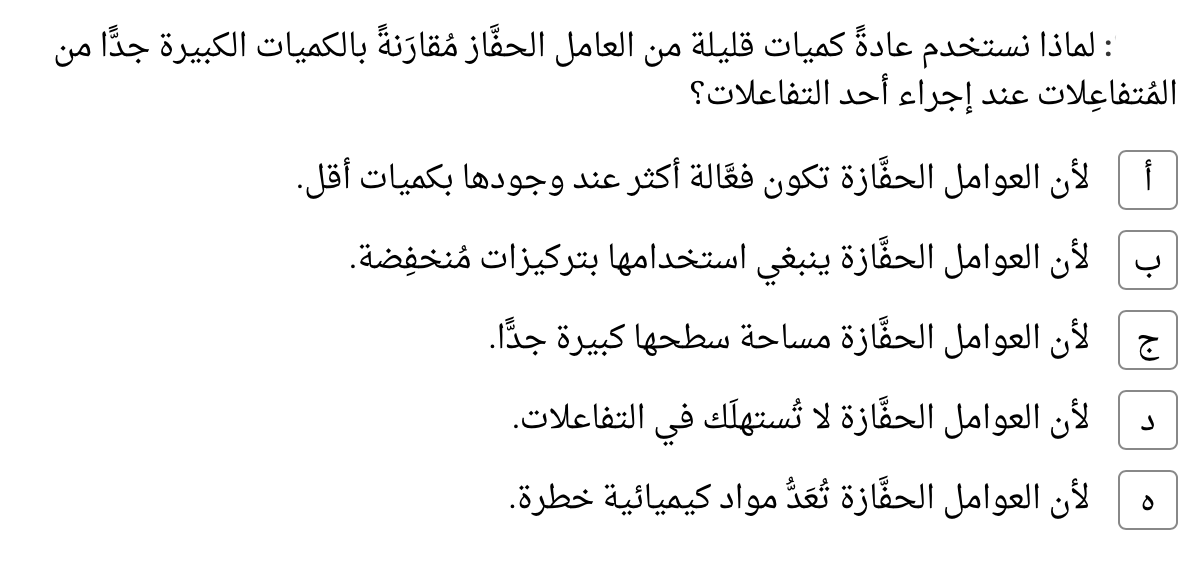 : لماذا نستخدم عادةً كميات قليلة من العامل الحفَّاز مُقارَنةً بالكميات الكبيرة جدًّا من
المُتفاعِلات عند إجراء أحد التفاعلات؟
أ لأن العوامل الحفَّازة تكون فعَّالة أكثر عند وجودها بكميات أقل.
ب لأن العوامل الحفَّازة ينبغي استخدامها بتركيزات مُنخفِضة.
ج لأن العوامل الحفَّازة مساحة سطحها كبيرة جدًّا.
د لأن العوامل الحفَّازة لا تُستهلَك في التفاعلات.
ه لأن العوامل الحفَّازة تُعَدُّ مواد كيميائية خطرة.